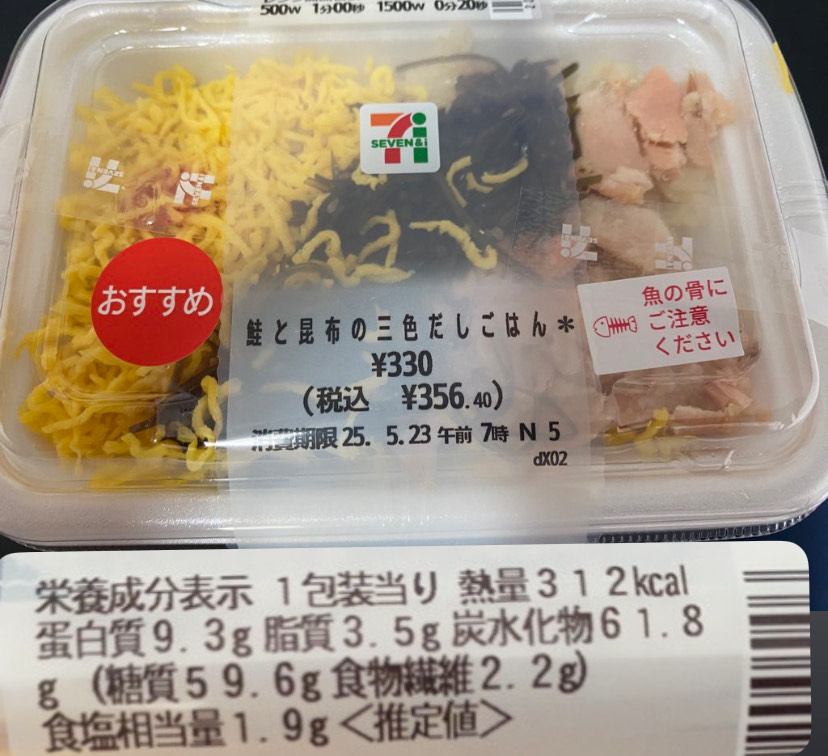 500W 1分00秒 1500W 0分20秒
SEVEN&i
おすすめ
魚の骨に
ご注意
ください
鮭と昆布の三色だしごはん＊
¥330
(税込 ¥356.40)
消費期限 25. 5.23 午前 7時 N 5
dX02
栄養成分表示 1包装当り 熱量312kcal
蛋白質9.3g 脂質3.5g 炭水化物61.8
g (糖質59.6g 食物繊維2.2g)
食塩相当量1.9g<推定値>